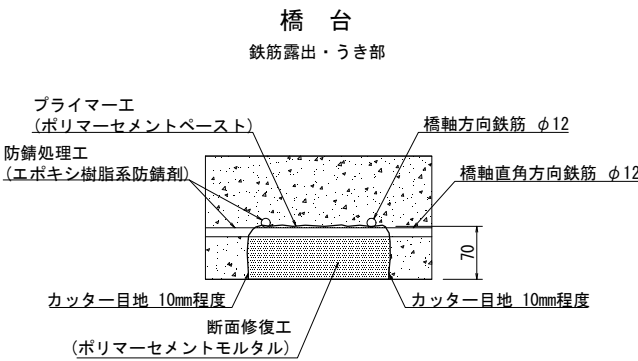 橋 台
鉄筋露出・うき部
プライマー工
(ポリマーセメントペースト)
橋軸方向鉄筋 φ12
防錆処理工
(エポキシ樹脂系防錆剤)
橋軸直角方向鉄筋 φ12
70
カッター目地 10mm程度
カッター目地 10mm程度
断面修復工
(ポリマーセメントモルタル)